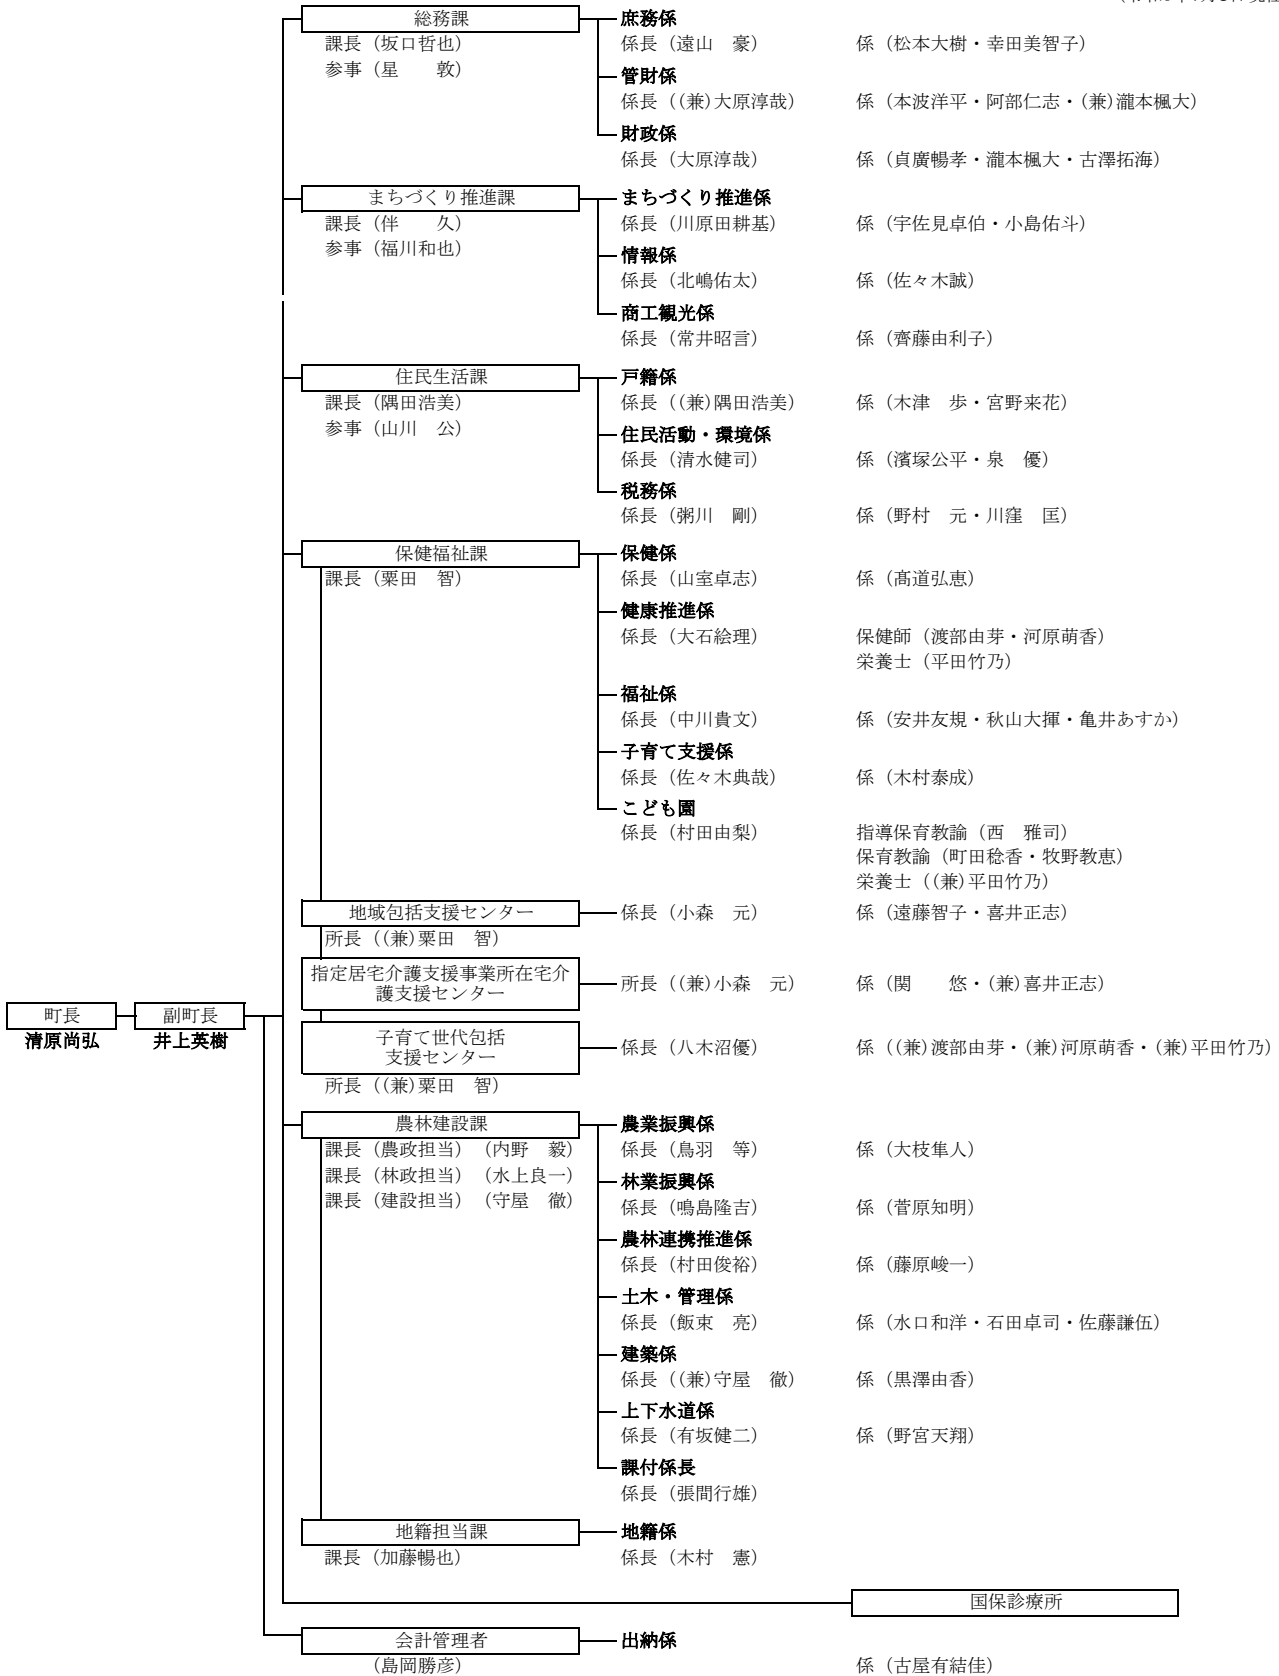 総務課 庶務係
課長（坂口哲也） 係長（遠山　豪） 係（松本大樹・幸田美智子）
参事（星　　敦）
管財係
係長（(兼)大原淳哉） 係（本波洋平・阿部仁志・(兼)瀧本楓大）
財政係
係長（大原淳哉） 係（貞廣暢孝・瀧本楓大・古澤拓海）
まちづくり推進課 まちづくり推進係
課長（伴　　久） 係長（川原田耕基） 係（宇佐見卓伯・小島佑斗）
参事（福川和也）
情報係
係長（北嶋佑太） 係（佐々木誠）
商工観光係
係長（常井昭言） 係（齊藤由利子）
住民生活課 戸籍係
課長（隅田浩美） 係長（(兼)隅田浩美） 係（木津　歩・宮野来花）
参事（山川　公）
住民活動・環境係
係長（清水健司） 係（濱塚公平・泉　優）
税務係
係長（粥川　剛） 係（野村　元・川窪　匡）
保健福祉課 保健係
課長（粟田　智） 係長（山室卓志） 係（髙道弘恵）
健康推進係
係長（大石絵理） 保健師（渡部由芽・河原萌香）
栄養士（平田竹乃）
福祉係
係長（中川貴文） 係（安井友規・秋山大揮・亀井あすか）
子育て支援係
係長（佐々木典哉） 係（木村泰成）
こども園
係長（村田由梨） 指導保育教諭（西　雅司）
保育教諭（町田稔香・牧野教恵）
栄養士（(兼)平田竹乃）
地域包括支援センター 係長（小森　元） 係（遠藤智子・喜井正志）
所長（(兼)粟田　智）
指定居宅介護支援事業所在宅介
護支援センター 所長（(兼)小森　元） 係（関　　悠・(兼)喜井正志）
町長 副町長
清原尚弘 井上英樹
子育て世代包括
支援センター 係長（八木沼優） 係（(兼)渡部由芽・(兼)河原萌香・(兼)平田竹乃）
所長（(兼)粟田　智）
農林建設課 農業振興係
課長（農政担当）（内野　毅） 係長（鳥羽　等） 係（大枝隼人）
課長（林政担当）（水上良一） 林業振興係
課長（建設担当）（守屋　徹） 係長（鳴島隆吉） 係（菅原知明）
農林連携推進係
係長（村田俊裕） 係（藤原峻一）
土木・管理係
係長（飯束　亮） 係（水口和洋・石田卓司・佐藤謙伍）
建築係
係長（(兼)守屋　徹） 係（黒澤由香）
上下水道係
係長（有坂健二） 係（野宮天翔）
課付係長
係長（張間行雄）
地籍担当課 地籍係
課長（加藤暢也） 係長（木村　憲）
国保診療所
会計管理者 出納係
（島岡勝彦） 係（古屋有結佳）